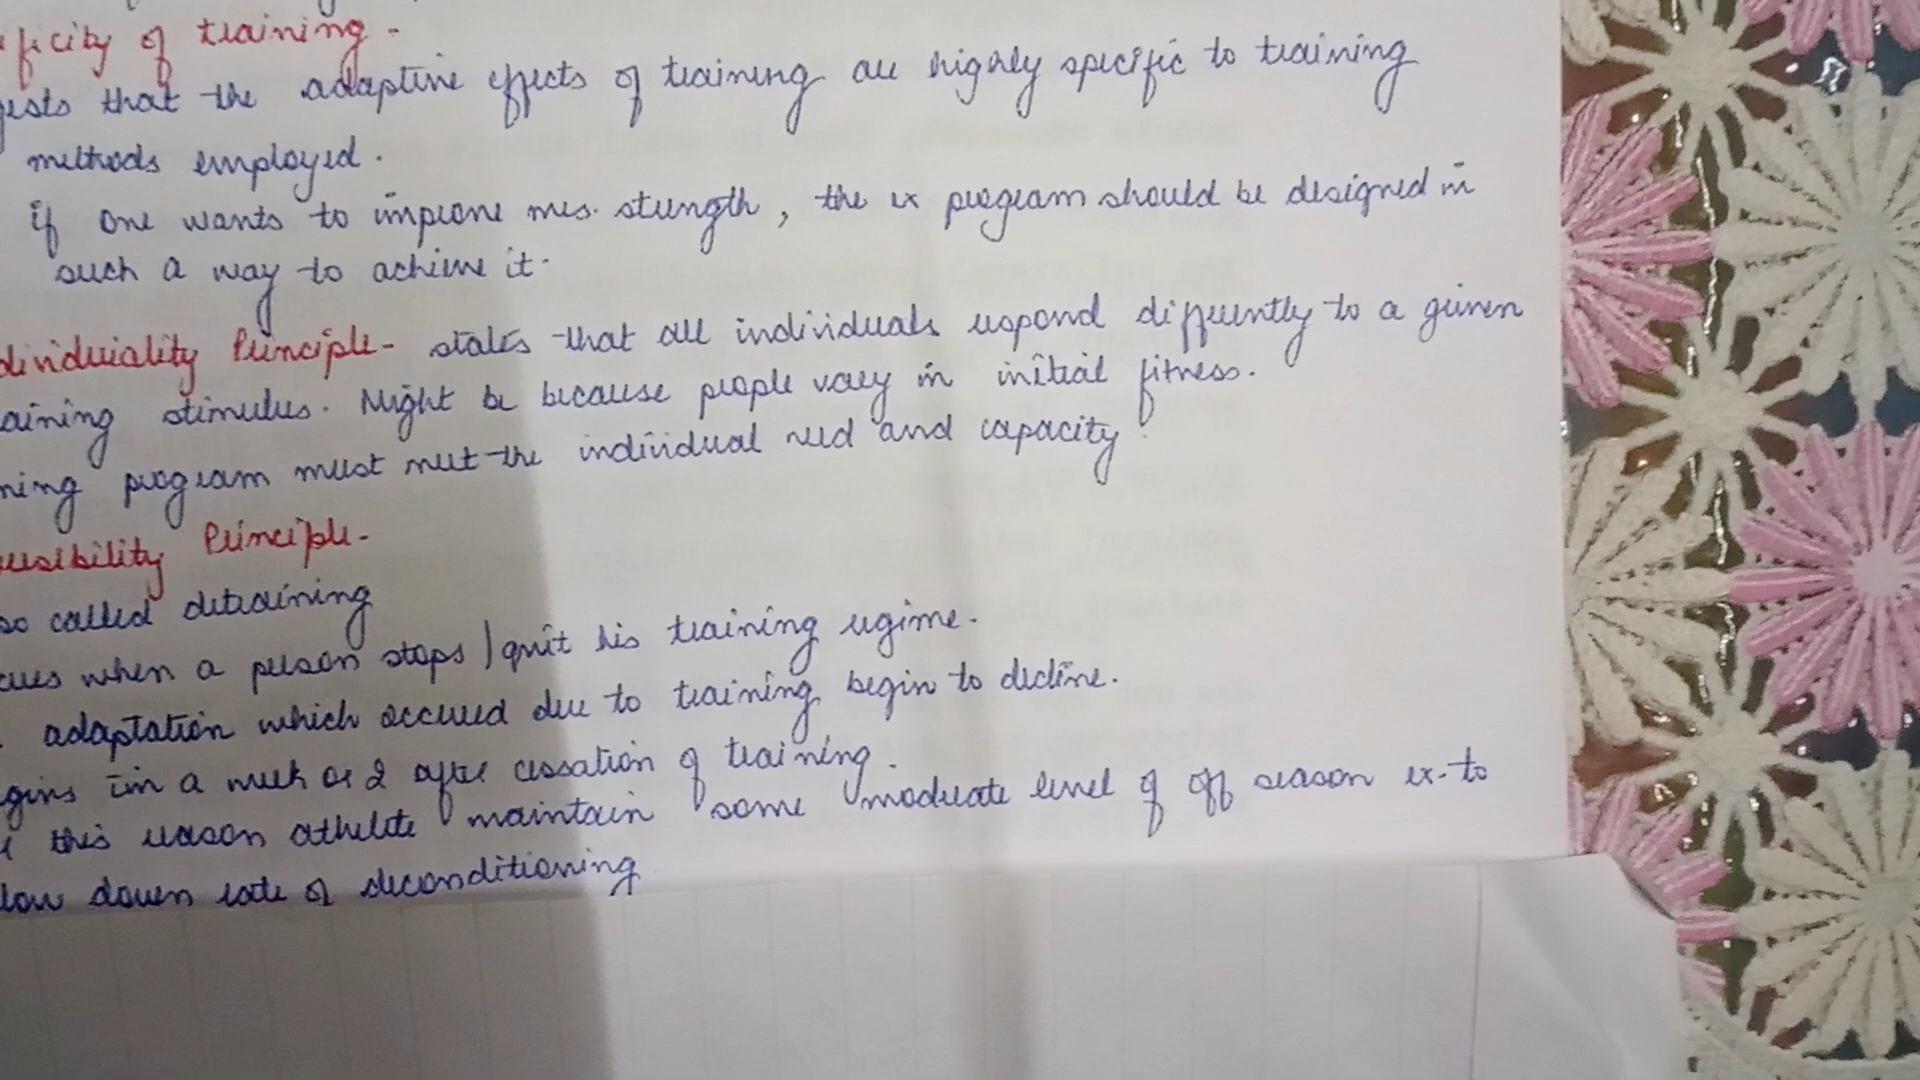 ficity of training -
ests that the adaptive effects of training are highly specific to training
methods employed.
if one wants to improve mus. strength, the ex program should be designed in
such a way to achieve it.
dividuiality Principle - states that all individuals respond differently to a given
aining stimulus. Might be because people vary in initial fitness.
ning program must meet the individual need and capacity.
ersibility Principle -
so called detraining
curs when a person stops / quit his training regime.
adaptation which occured due to training begin to decline.
gins in a week or 2 after cessation of training.
this reason athelete maintain some moderate level of off season ex. to
low down rate of deconditioning